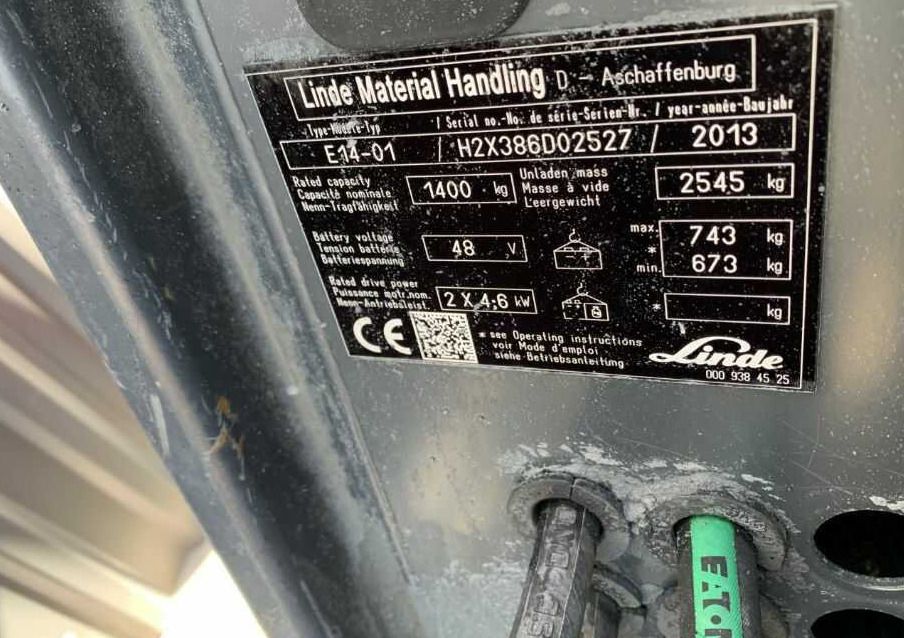 Linde Material Handling D - Aschaffenburg
Type-Modele-Typ / Serial no.-No. de série-Serien-Nr. / year-année-Baujahr
E14-01 / H2X386D02527 / 2013
Rated capacity
Capacité nominale
Nenn-Tragfähigkeit
1400 kg
Unladen mass
Masse à vide
Leergewicht
2545 kg
Battery voltage
Tension batterie
Batteriespannung
48 V
max. 743 kg
*
min. 673 kg
Rated drive power
Puissance motr.nom.
Nenn-Antriebsleist.
2 X 4.6 kW
* kg
CE
* see Operating instructions
voir Mode d'emploi
siehe Betriebsanleitung
Linde
000 938 45 25